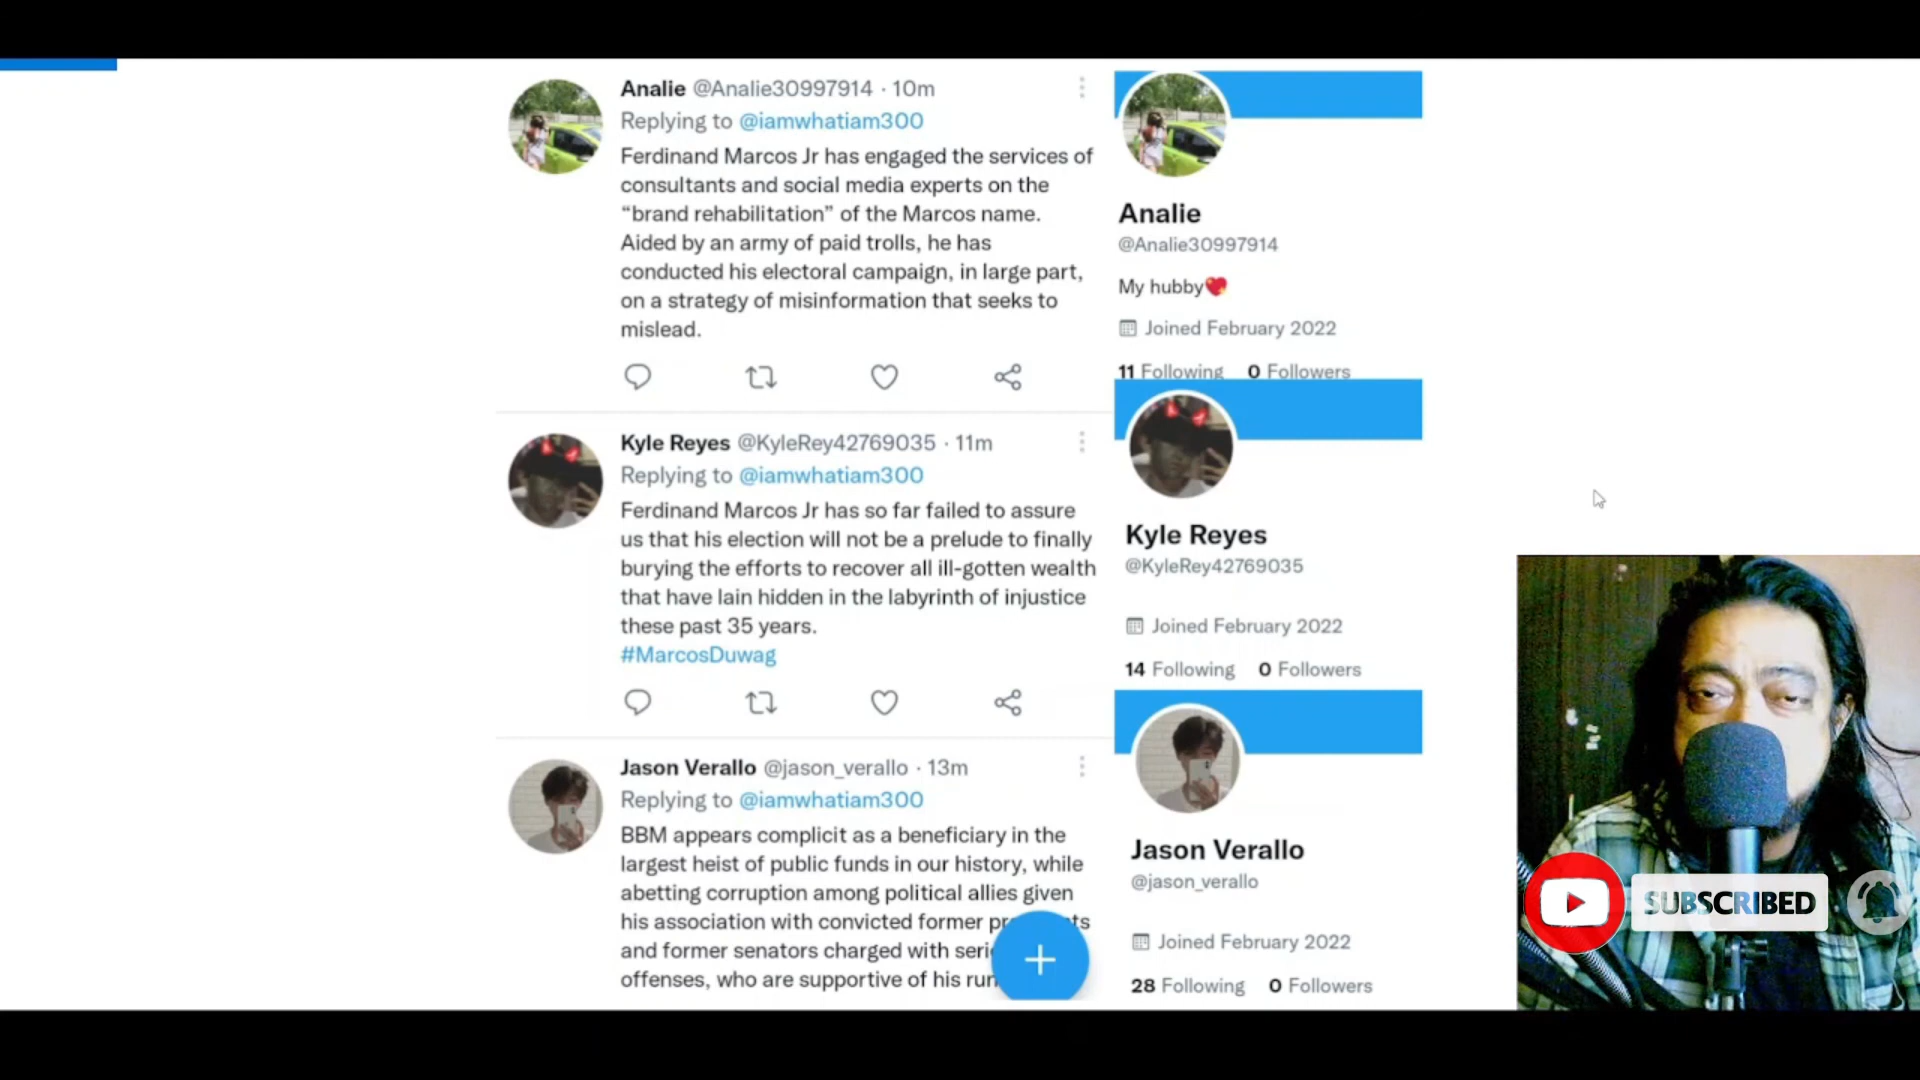 Analie @Analie30997914 · 10m
Replying to @iamwhatiam300
Ferdinand Marcos Jr has engaged the services of
consultants and social media experts on the
“brand rehabilitation” of the Marcos name.
Aided by an army of paid trolls, he has
conducted his electoral campaign, in large part,
on a strategy of misinformation that seeks to
mislead.
Kyle Reyes @KyleRey42769035 · 11m
Replying to @iamwhatiam300
Ferdinand Marcos Jr has so far failed to assure
us that his election will not be a prelude to finally
burying the efforts to recover all ill-gotten wealth
that have lain hidden in the labyrinth of injustice
these past 35 years.
#MarcosDuwag
Jason Verallo @jason_verallo · 13m
Replying to @iamwhatiam300
BBM appears complicit as a beneficiary in the
largest heist of public funds in our history, while
abetting corruption among political allies given
his association with convicted former
and former senators charged with
offenses, who are supportive of his run
Analie
@Analie30997914
My hubby💖
Joined February 2022
11 Following 0 Followers
Kyle Reyes
@KyleRey42769035
Joined February 2022
14 Following 0 Followers
Jason Verallo
@jason_verallo
Joined February 2022
28 Following 0 Followers
SUBSCRIBED